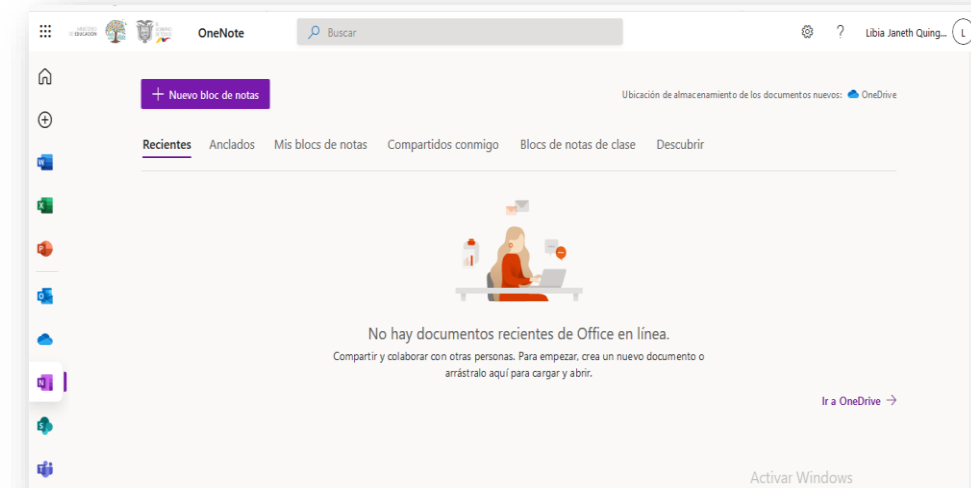 OneNote
Buscar
?
Libia Janeth Quing... L
+ Nuevo bloc de notas
Ubicación de almacenamiento de los documentos nuevos: OneDrive
Recientes Anclados Mis blocs de notas Compartidos conmigo Blocs de notas de clase Descubrir
No hay documentos recientes de Office en línea.
Compartir y colaborar con otras personas. Para empezar, crea un nuevo documento o
arrástralo aquí para cargar y abrir.
Ir a OneDrive →
Activar Windows